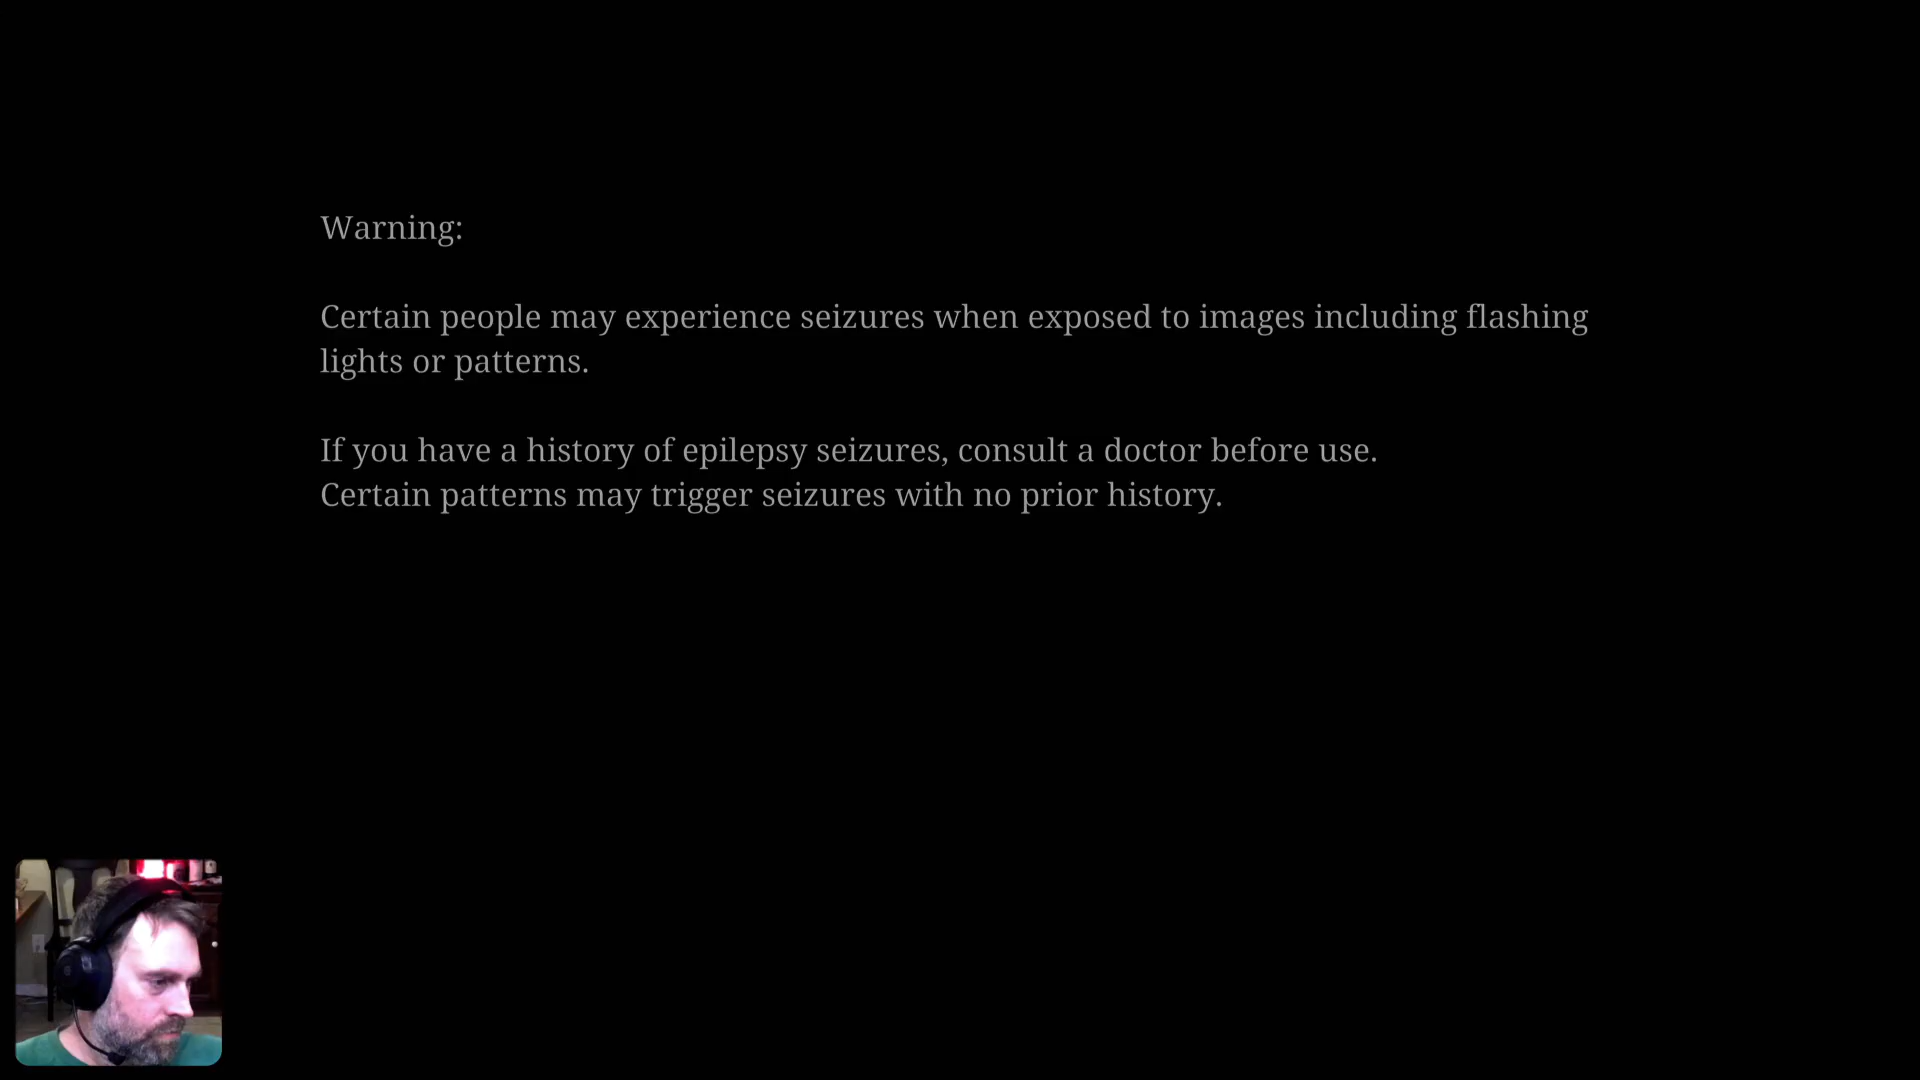 Warning:
Certain people may experience seizures when exposed to images including flashing
lights or patterns.
If you have a history of epilepsy seizures, consult a doctor before use.
Certain patterns may trigger seizures with no prior history.